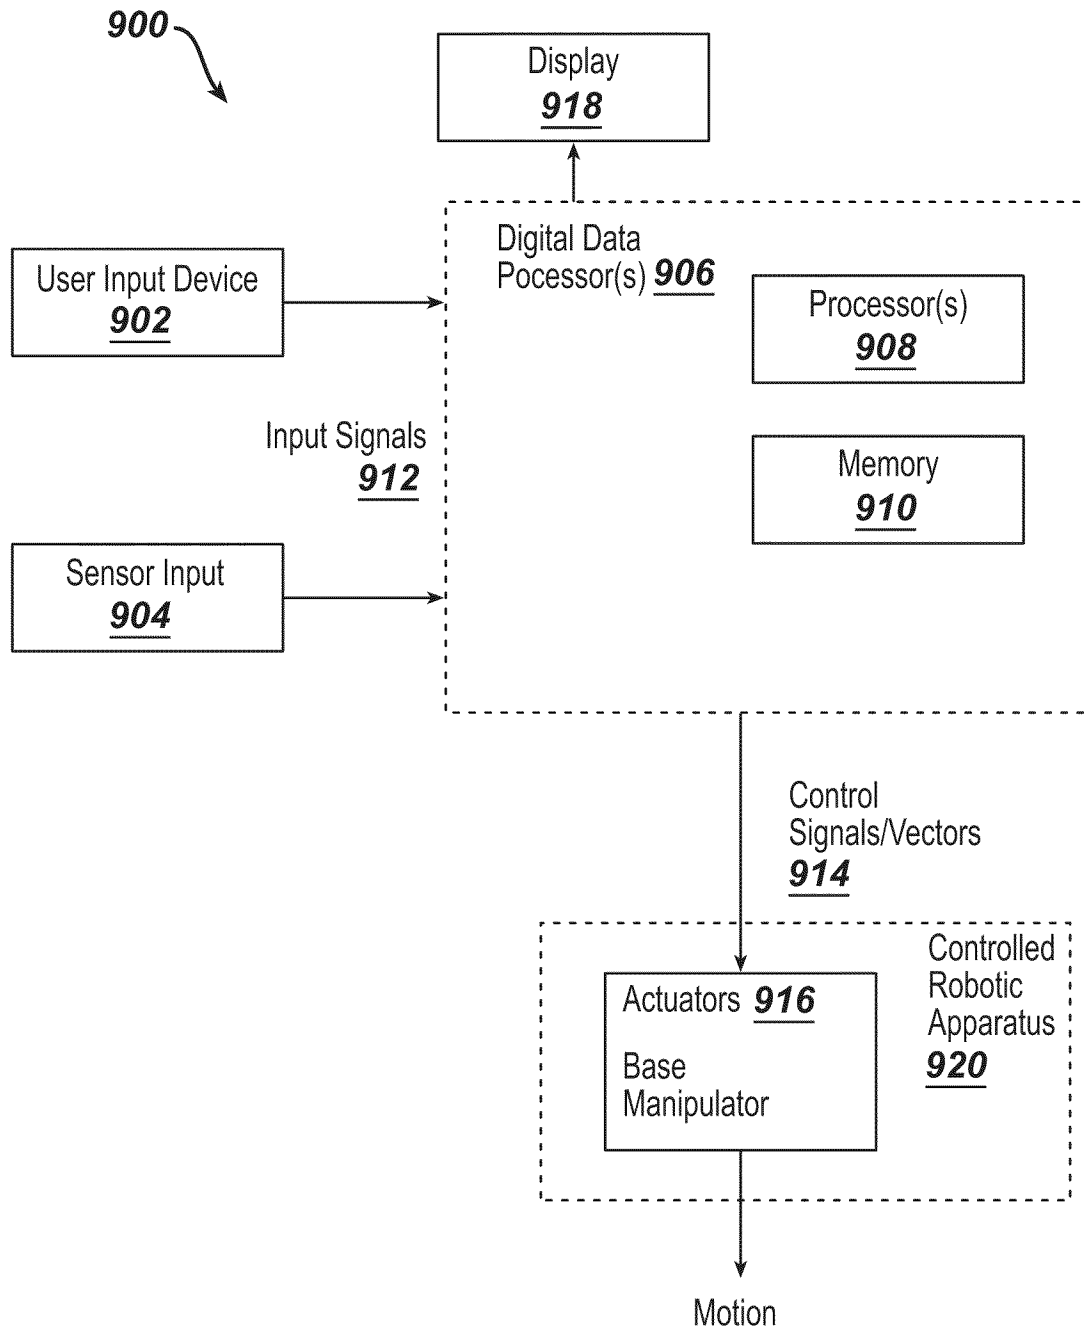 900
Display
918
Digital Data
Pocessor(s) 906
User Input Device
902
Processor(s)
908
Input Signals
912
Memory
910
Sensor Input
904
Control
Signals/Vectors
914
Controlled
Robotic
Apparatus
920
Actuators 916
Base
Manipulator
Motion